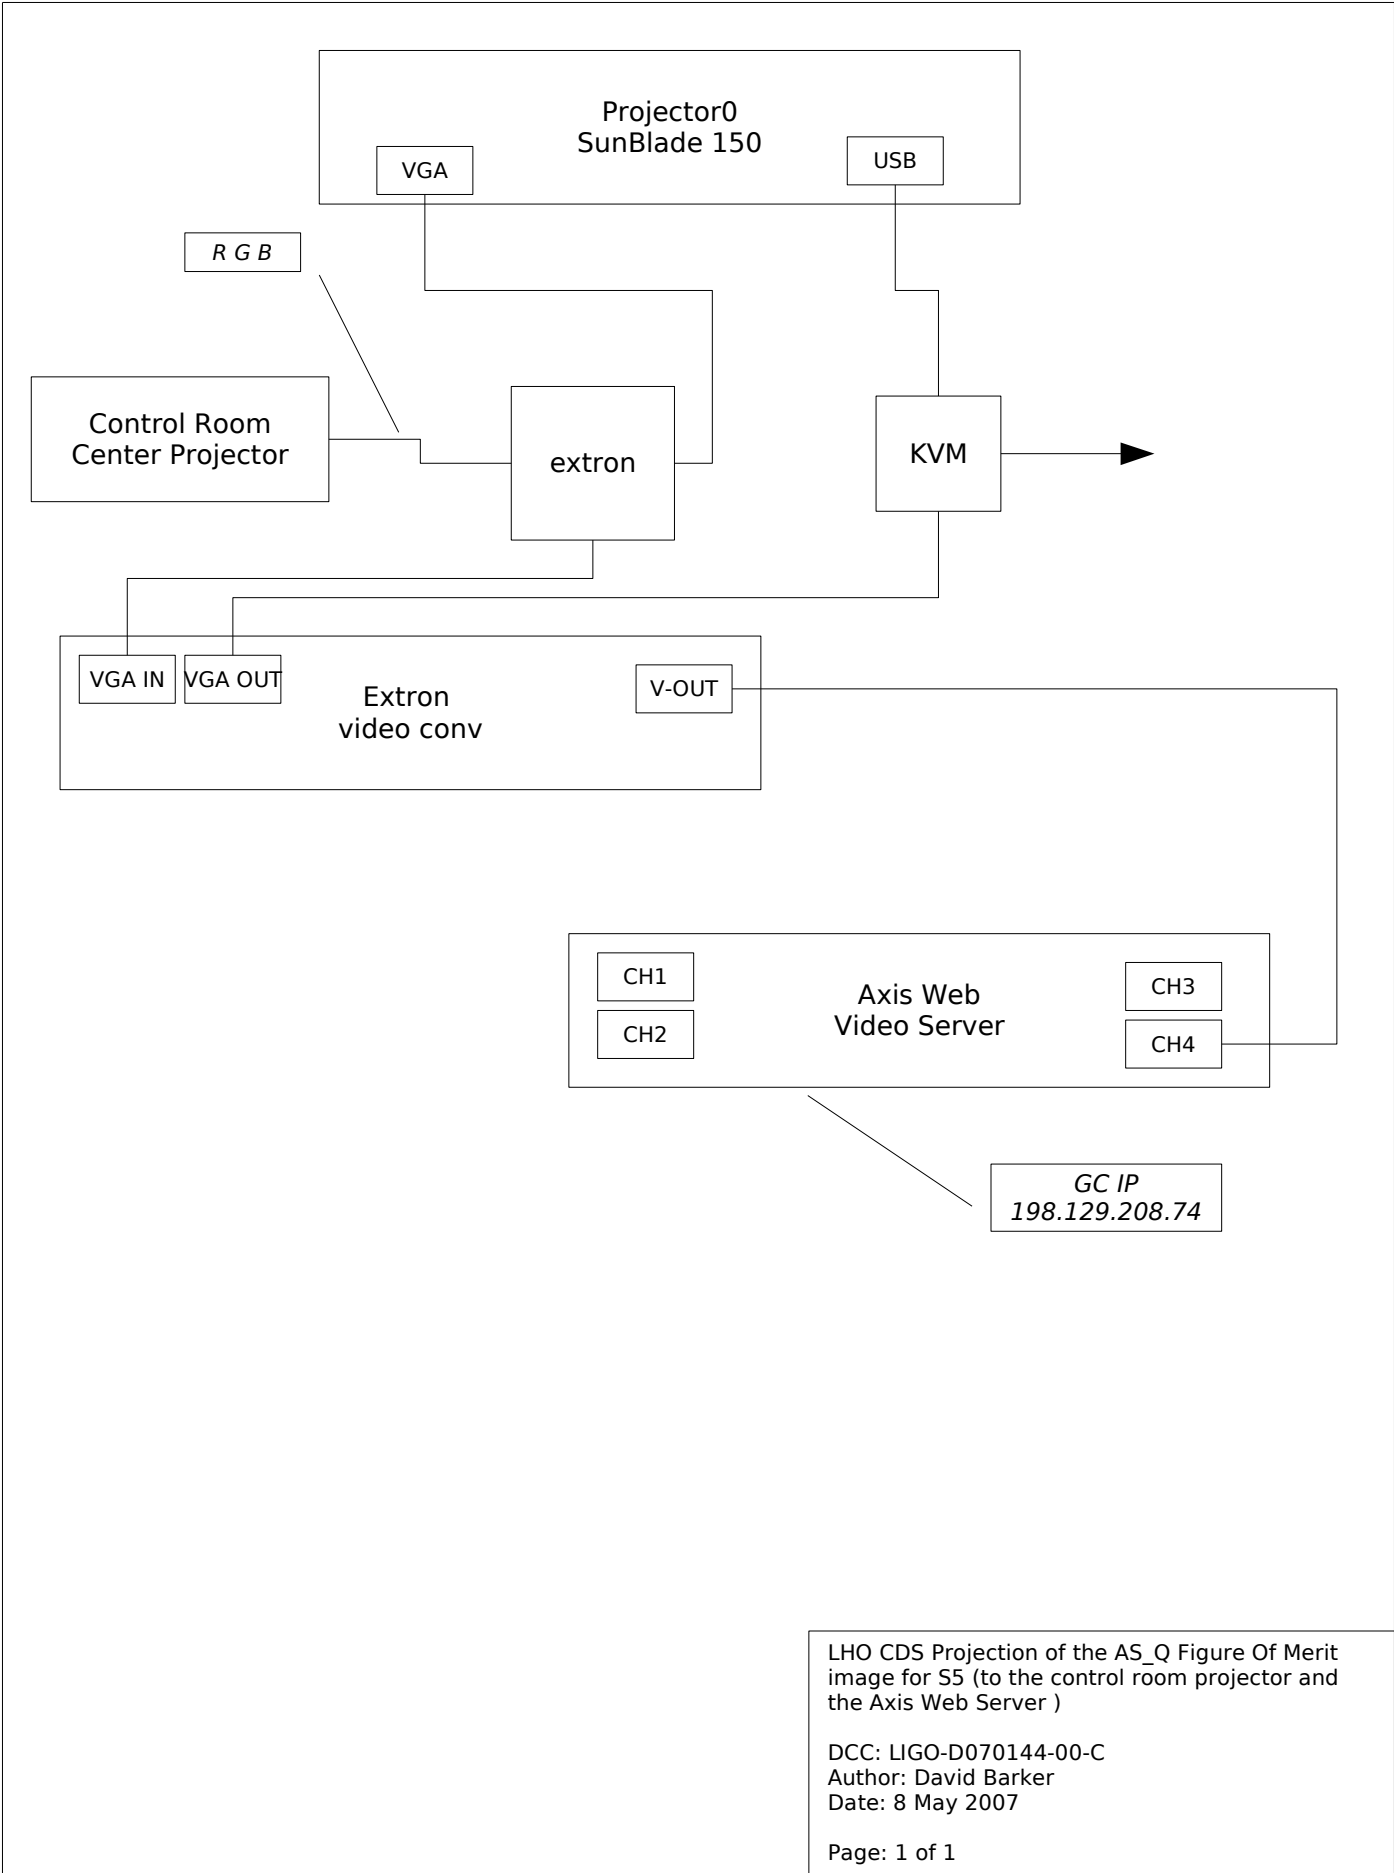 Projector0
SunBlade 150
VGA
USB
R G B
Control Room
Center Projector
extron
KVM
VGA IN
VGA OUT
Extron
video conv
V-OUT
CH1
CH2
Axis Web
Video Server
CH3
CH4
GC IP
198.129.208.74
LHO CDS Projection of the AS_Q Figure Of Merit
image for S5 (to the control room projector and
the Axis Web Server )
DCC: LIGO-D070144-00-C
Author: David Barker
Date: 8 May 2007
Page: 1 of 1